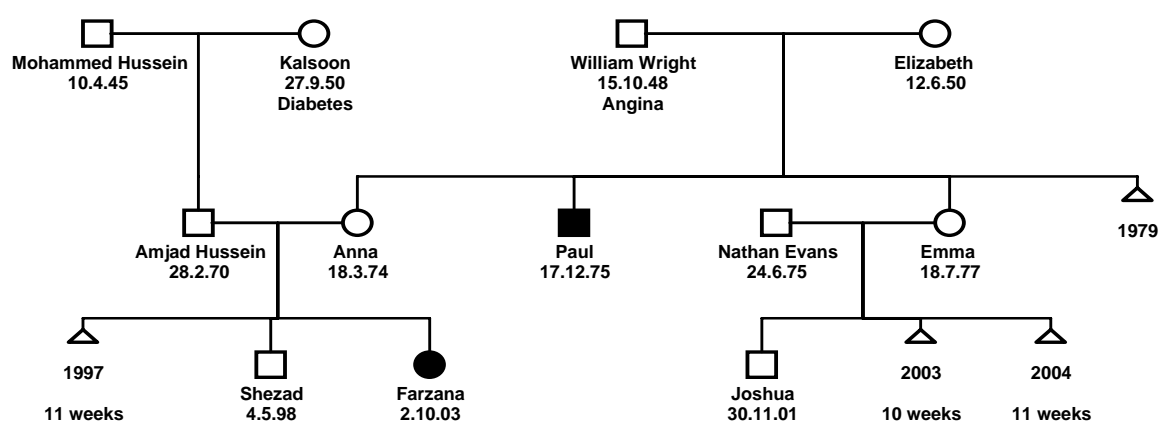 Mohammed Hussein
10.4.45
Kalsoon
27.9.50
Diabetes
William Wright
15.10.48
Angina
Elizabeth
12.6.50
Amjad Hussein
28.2.70
Anna
18.3.74
Paul
17.12.75
Nathan Evans
24.6.75
Emma
18.7.77
1979
1997
11 weeks
Shezad
4.5.98
Farzana
2.10.03
Joshua
30.11.01
2003
10 weeks
2004
11 weeks